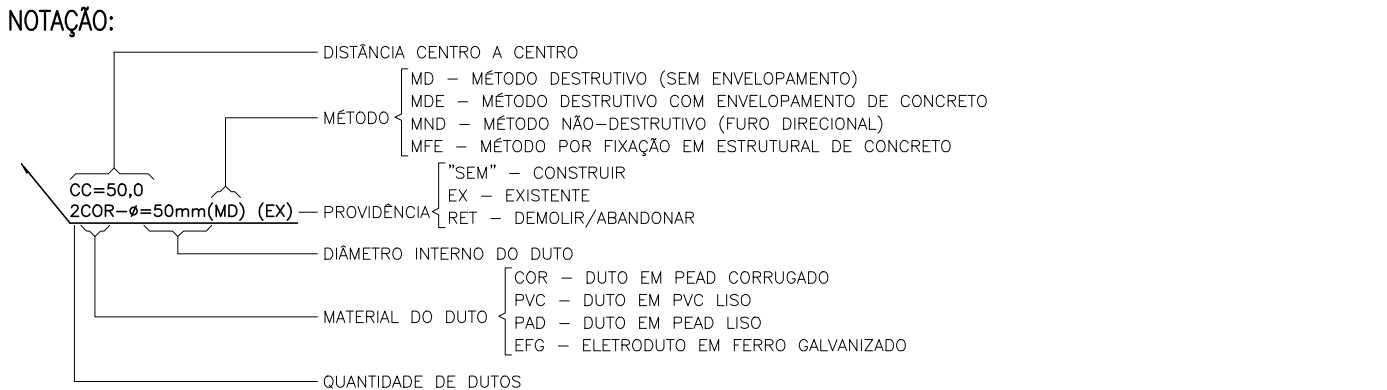 NOTAÇÃO:
DISTÂNCIA CENTRO A CENTRO
MÉTODO
MD – MÉTODO DESTRUTIVO (SEM ENVELOPAMENTO)
MDE – MÉTODO DESTRUTIVO COM ENVELOPAMENTO DE CONCRETO
MND – MÉTODO NÃO–DESTRUTIVO (FURO DIRECIONAL)
MFE – MÉTODO POR FIXAÇÃO EM ESTRUTURAL DE CONCRETO
CC=50,0
2COR–ø=50mm(MD) (EX)
PROVIDÊNCIA
"SEM" – CONSTRUIR
EX – EXISTENTE
RET – DEMOLIR/ABANDONAR
DIÂMETRO INTERNO DO DUTO
MATERIAL DO DUTO
COR – DUTO EM PEAD CORRUGADO
PVC – DUTO EM PVC LISO
PAD – DUTO EM PEAD LISO
EFG – ELETRODUTO EM FERRO GALVANIZADO
QUANTIDADE DE DUTOS